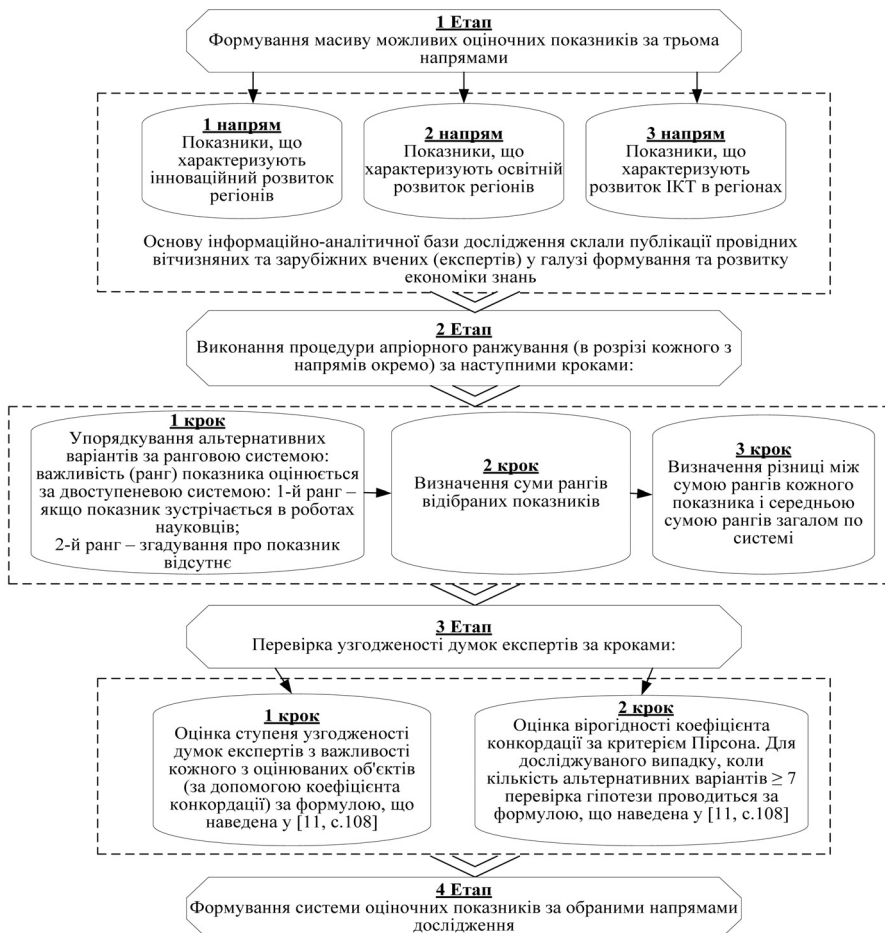 1 Етап
Формування масиву можливих оціночних показників за трьома
напрямами
1 напрям
Показники, що
характеризують
інноваційний розвиток
регіонів
2 напрям
Показники, що
характеризують освітній
розвиток регіонів
3 напрям
Показники, що
характеризують
розвиток ІКТ в регіонах
Основу інформаційно-аналітичної бази дослідження склали публікації провідних
вітчизняних та зарубіжних вчених (експертів) у галузі формування та розвитку
економіки знань
2 Етап
Виконання процедури апріорного ранжування (в розрізі кожного з
напрямів окремо) за наступними кроками:
1 крок
Упорядкування альтернативних
варіантів за ранговою системою:
важливість (ранг) показника оцінюється
за двоступеневою системою: 1-й ранг –
якщо показник зустрічається в роботах
науковців;
2-й ранг – згадування про показник
відсутнє
2 крок
Визначення суми рангів
відібраних показників
3 крок
Визначення різниці між
сумою рангів кожного
показника і середньою
сумою рангів загалом по
системі
3 Етап
Перевірка узгодженості думок експертів за кроками:
1 крок
Оцінка ступеня узгодженості
думок експертів з важливості
кожного з оцінюваних об'єктів
(за допомогою коефіцієнта
конкордації) за формулою, що
наведена у [11, с.108]
2 крок
Оцінка вірогідності коефіцієнта
конкордації за критерієм Пірсона. Для
досліджуваного випадку, коли
кількість альтернативних варіантів ≥ 7
перевірка гіпотези проводиться за
формулою, що наведена у [11, с.108]
4 Етап
Формування системи оціночних показників за обраними напрямами
дослідження